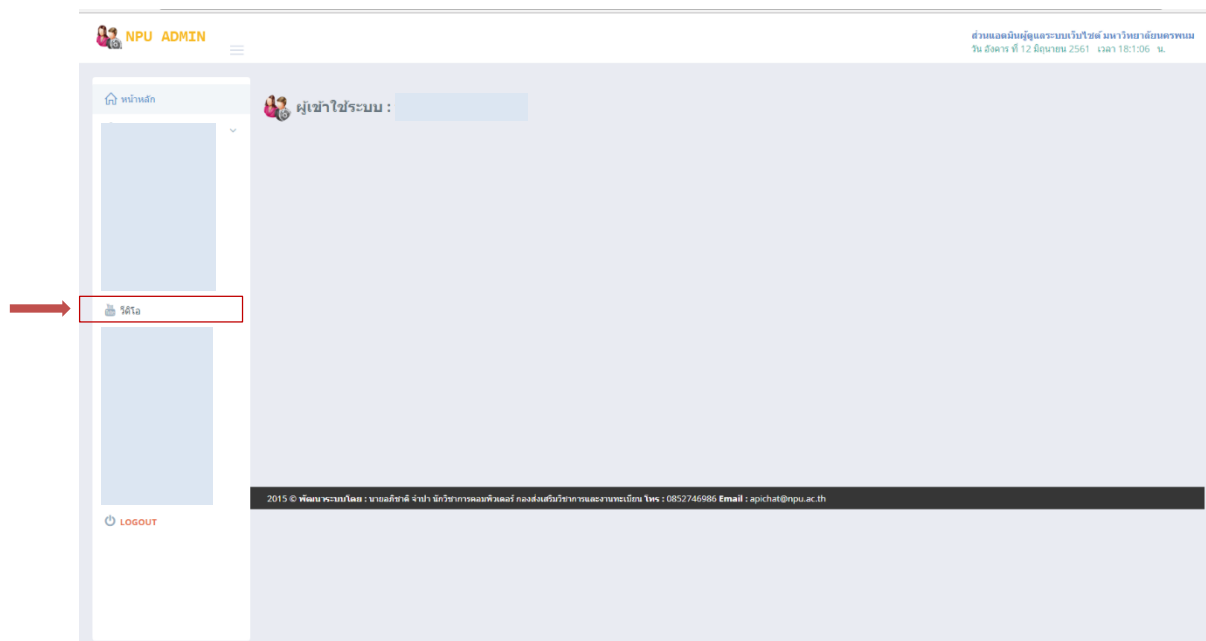 NPU ADMIN
ส่วนแอดมินผู้ดูแลระบบเว็บไซต์ มหาวิทยาลัยนครพนม
วัน อังคาร ที่ 12 มิถุนายน 2561 เวลา 18:1:06 น.
หน้าหลัก
ผู้เข้าใช้ระบบ :
วีดิโอ
2015 © พัฒนาระบบโดย : นายอภิชาติ จำปา นักวิชาการคอมพิวเตอร์ กองส่งเสริมวิชาการและงานทะเบียน โทร : 0852746986 Email : apichat@npu.ac.th
LOGOUT